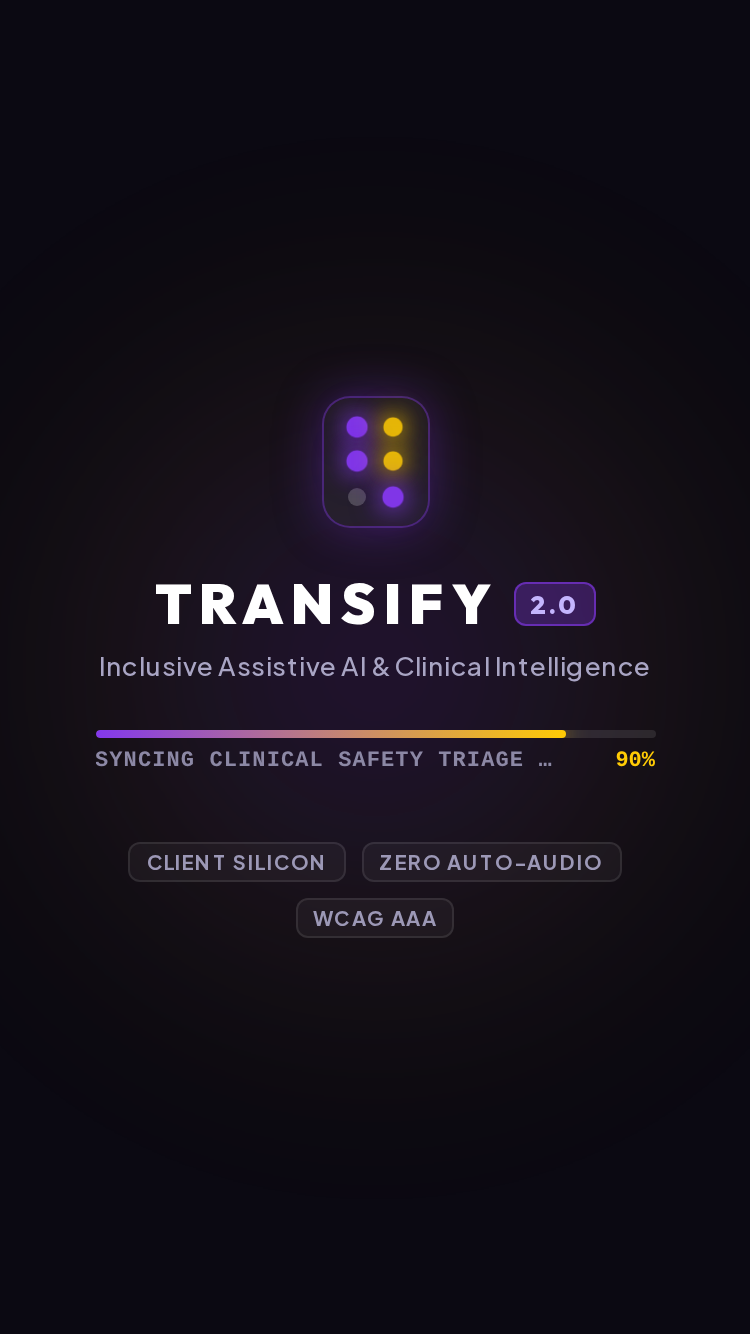 TRANSIFY 2.0
Inclusive Assistive AI & Clinical Intelligence
SYNCING CLINICAL SAFETY TRIAGE … 90%
CLIENT SILICON ZERO AUTO-AUDIO
WCAG AAA